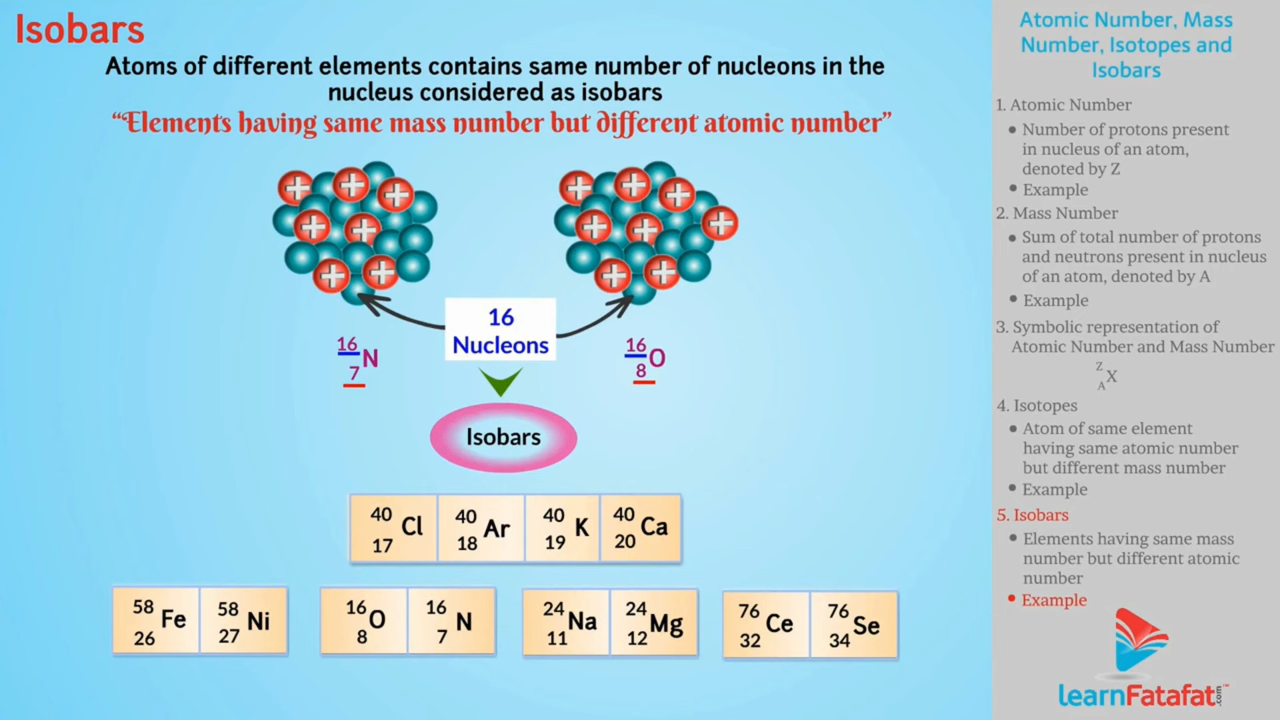 Isobars
Atoms of different elements contains same number of nucleons in the
nucleus considered as isobars
“Elements having same mass number but different atomic number”
16
Nucleons
16
7 N
16
8 O
Isobars
40
17 Cl
40
18 Ar
40
19 K
40
20 Ca
58
26 Fe
58
27 Ni
16
8 O
16
7 N
24
11 Na
24
12 Mg
76
32 Ce
76
34 Se
Atomic Number, Mass
Number, Isotopes and
Isobars
1. Atomic Number
• Number of protons present
in nucleus of an atom,
denoted by Z
• Example
2. Mass Number
• Sum of total number of protons
and neutrons present in nucleus
of an atom, denoted by A
• Example
3. Symbolic representation of
Atomic Number and Mass Number
Z
A X
4. Isotopes
• Atom of same element
having same atomic number
but different mass number
• Example
5. Isobars
• Elements having same mass
number but different atomic
number
• Example
learnFatafat.com™